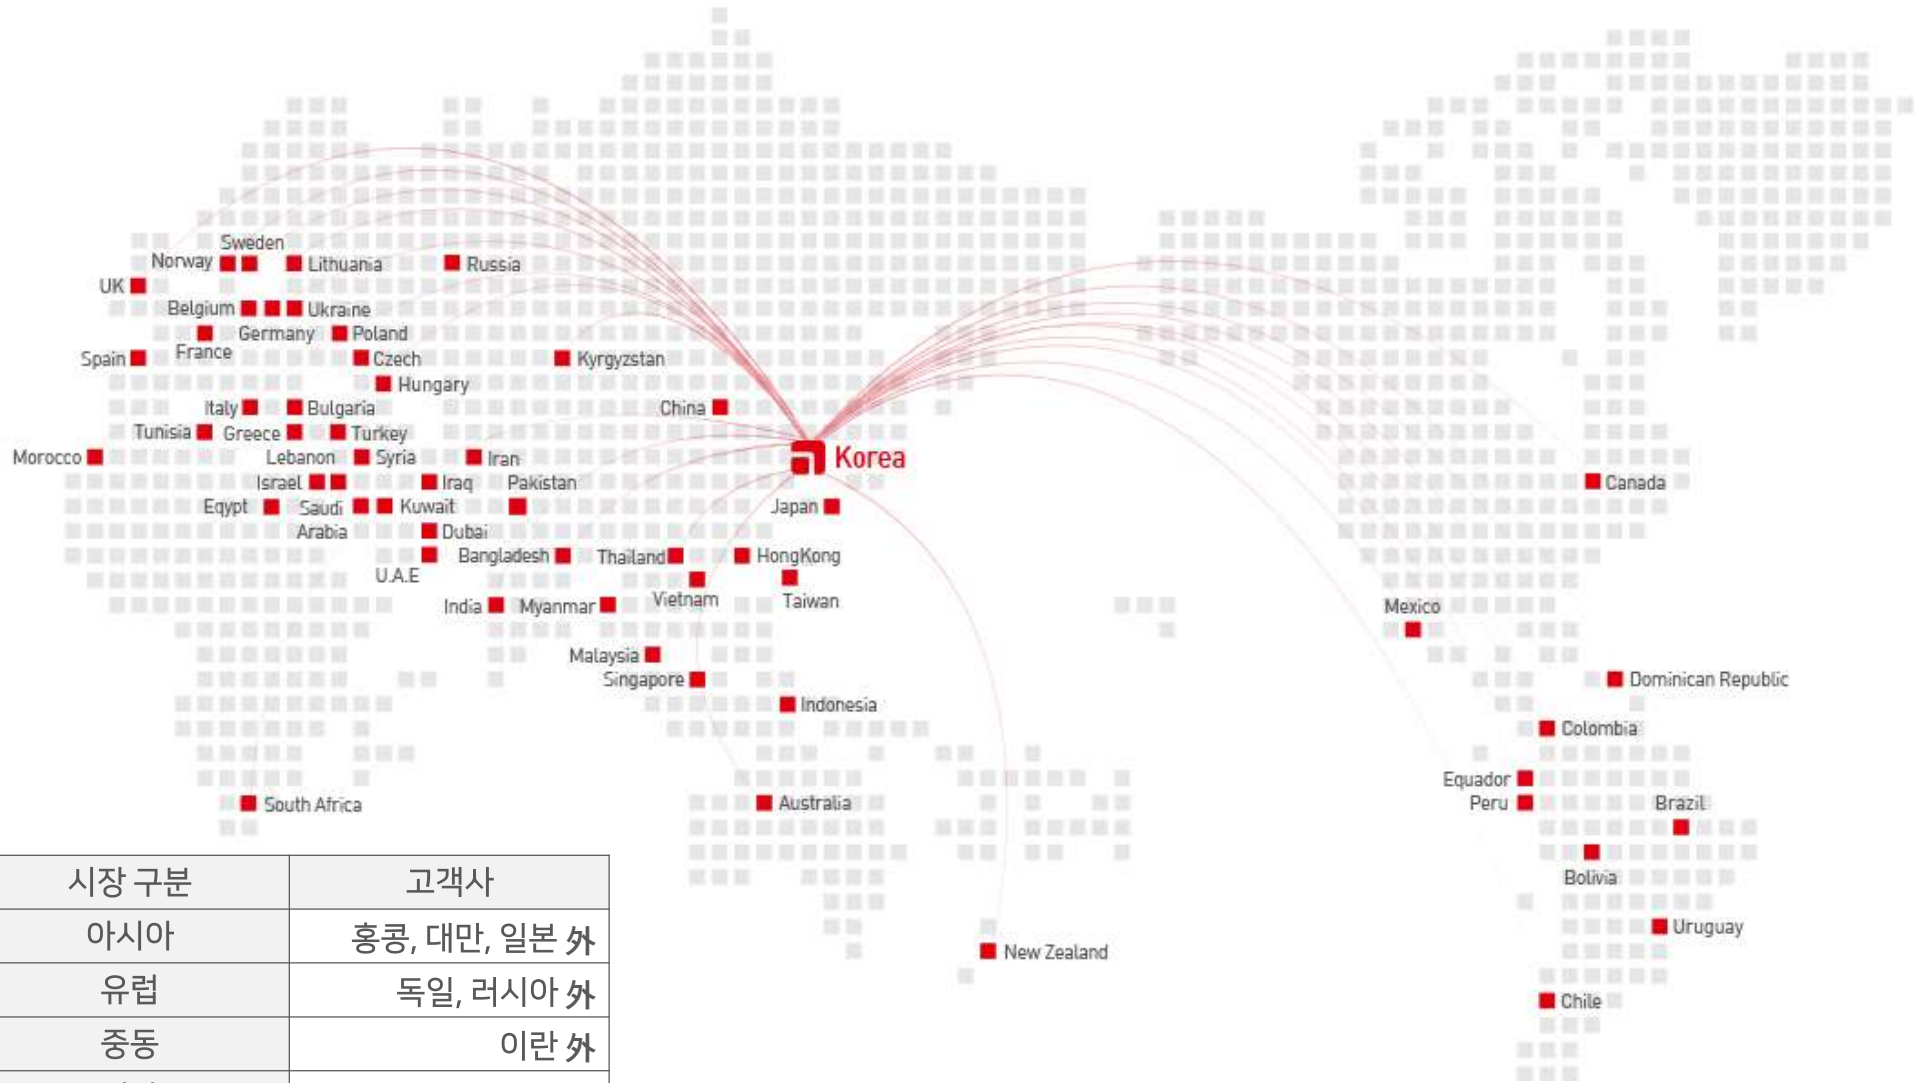 Sweden
Norway
Lithuania
Russia
UK
Belgium
Ukraine
Germany
Poland
France
Spain
Czech
Kyrgyzstan
Hungary
Italy
Bulgaria
China
Tunisia
Greece
Turkey
Morocco
Lebanon
Syria
Iran
Korea
Israel
Iraq
Pakistan
Canada
Eqypt
Saudi
Arabia
Kuwait
Japan
Dubai
Bangladesh
Thailand
HongKong
U.A.E
India
Myanmar
Vietnam
Taiwan
Mexico
Malaysia
Singapore
Dominican Republic
Indonesia
Colombia
Equador
South Africa
Australia
Peru
Brazil
Bolivia
Uruguay
New Zealand
Chile
시장 구분 고객사
아시아 홍콩, 대만, 일본 外
유럽 독일, 러시아 外
중동 이란 外